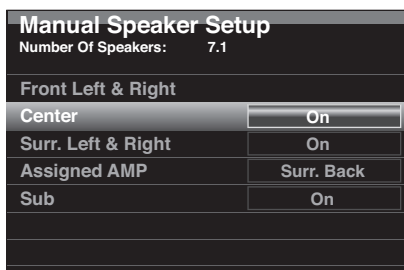 Manual Speaker Setup
Number Of Speakers: 7.1
Front Left & Right
Center On
Surr. Left & Right On
Assigned AMP Surr. Back
Sub On